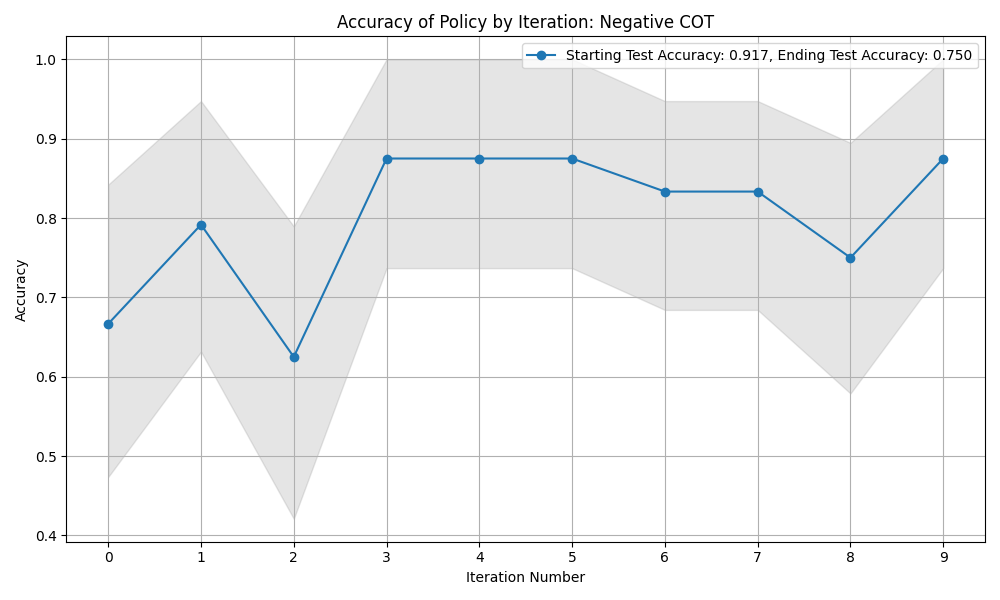 Accuracy of Policy by Iteration: Negative COT
Starting Test Accuracy: 0.917, Ending Test Accuracy: 0.750
Accuracy
1.0
0.9
0.8
0.7
0.6
0.5
0.4
0 1 2 3 4 5 6 7 8 9
Iteration Number